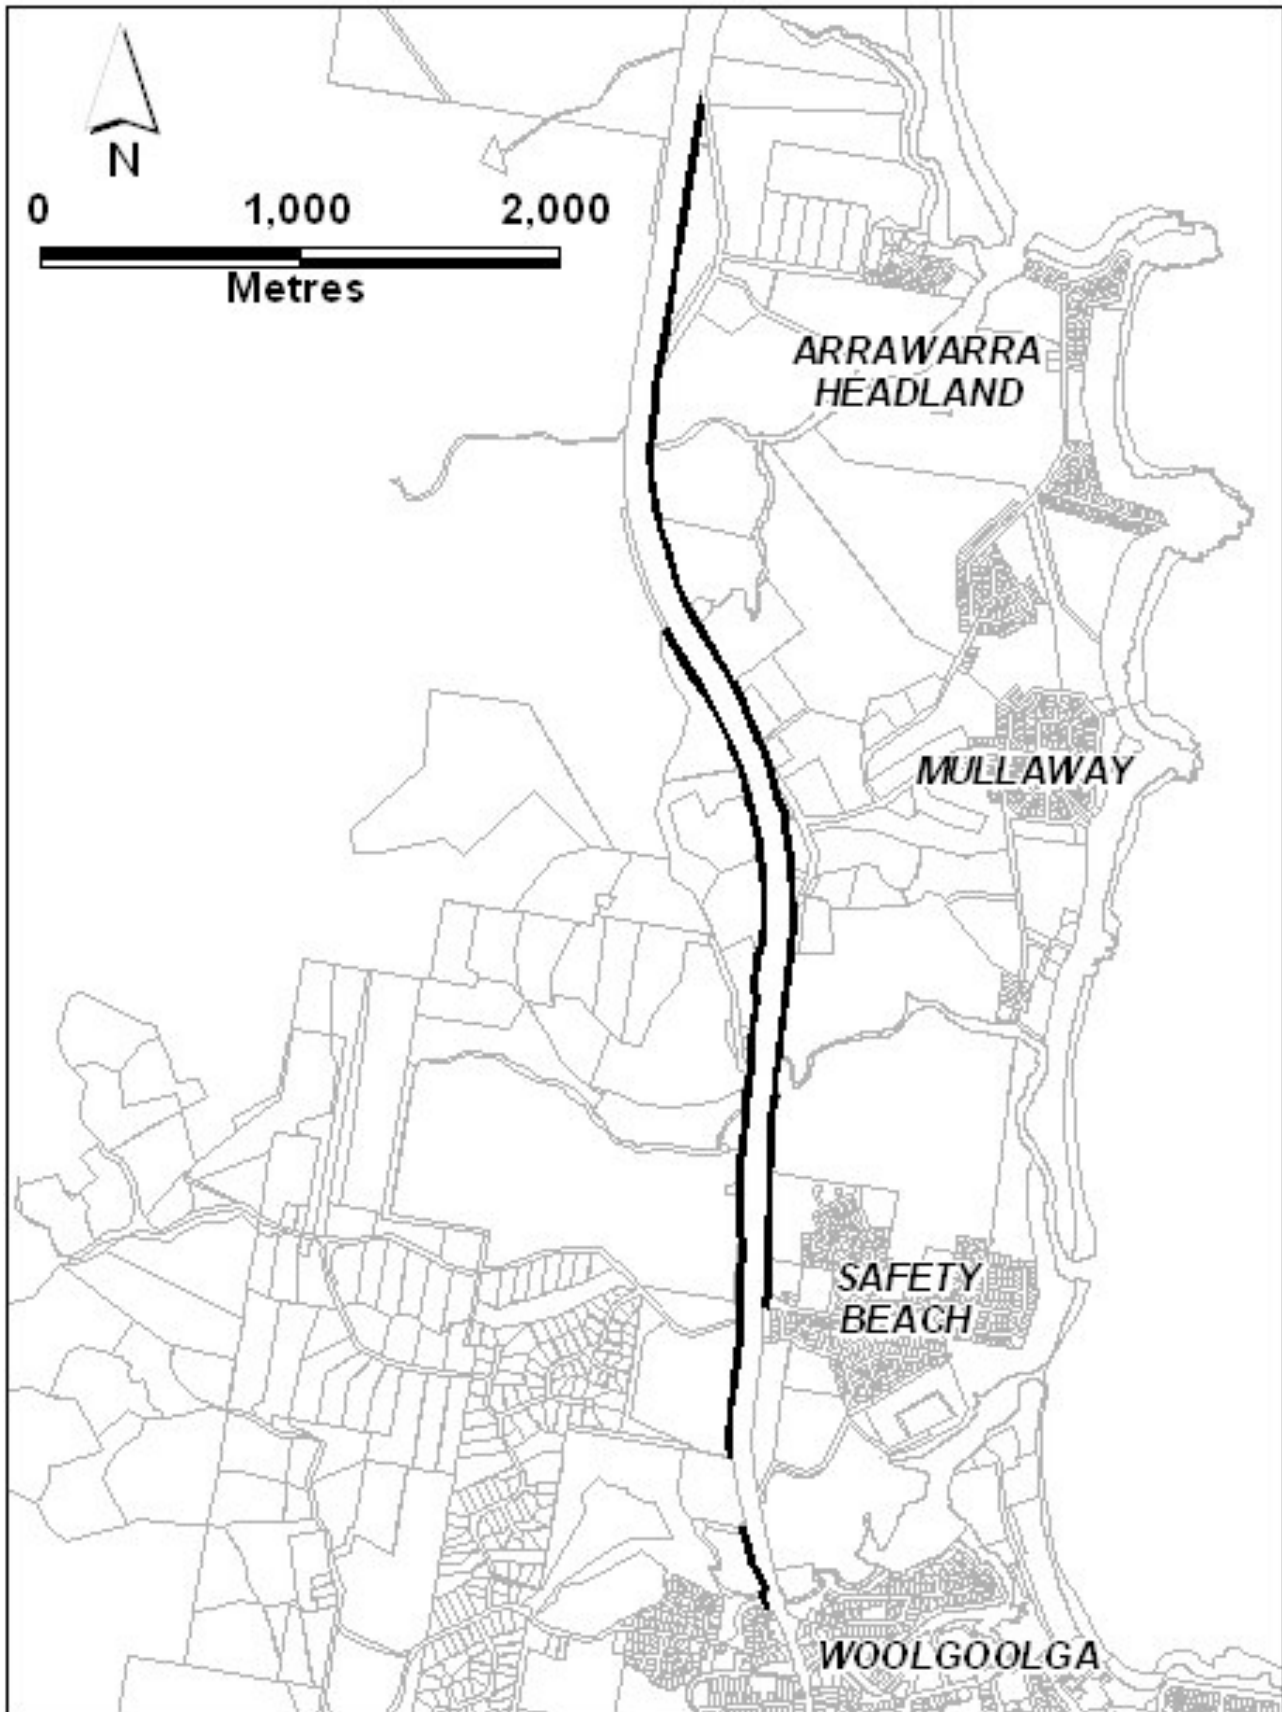 N
0 1,000 2,000
Metres
ARRAWARRA
HEADLAND
MULLAWAY
SAFETY
BEACH
WOOLGOOLGA